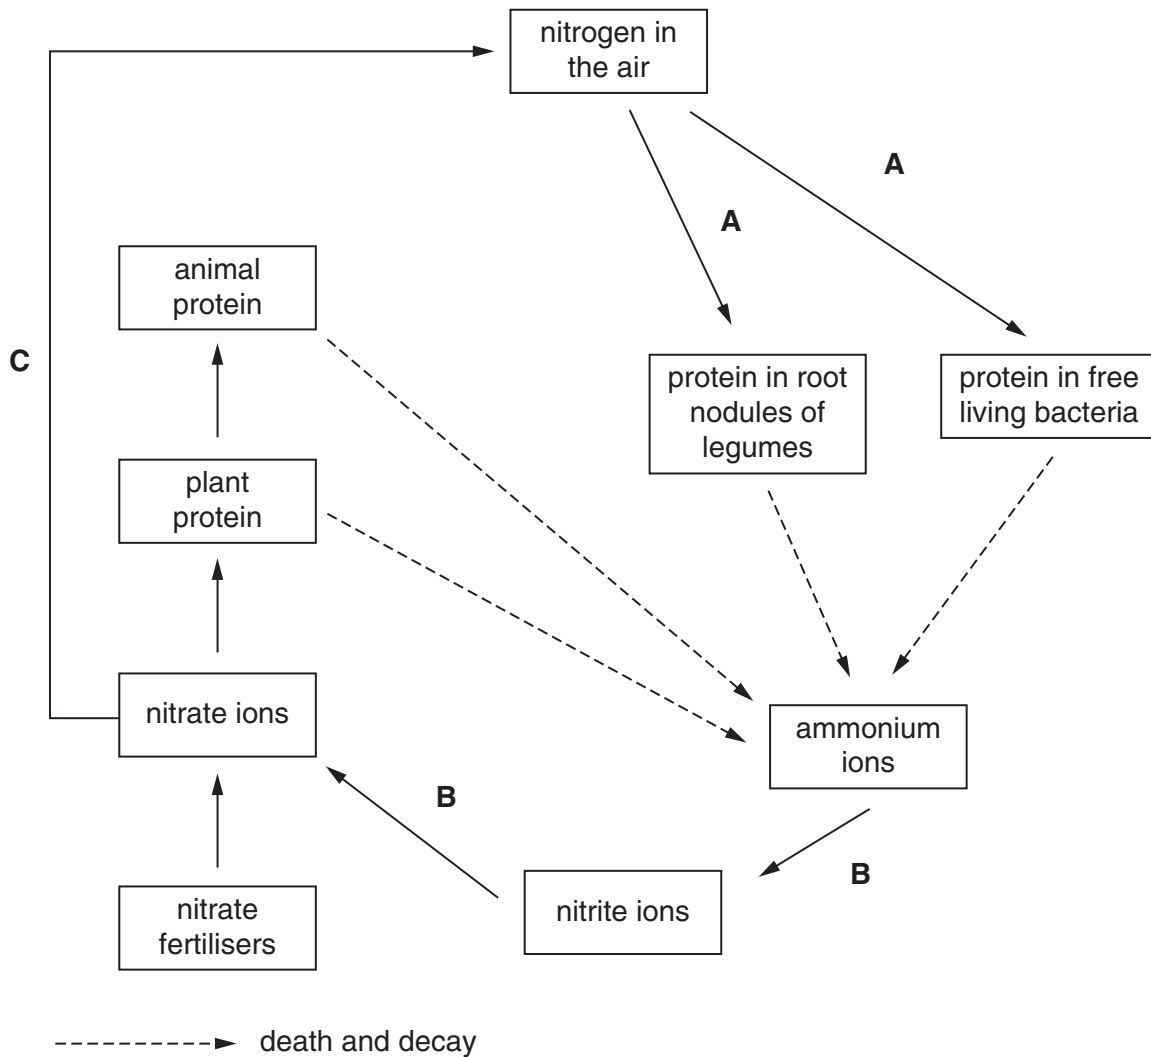 nitrogen in
the air
A
A
animal
protein
C
protein in root
nodules of
legumes
protein in free
living bacteria
plant
protein
nitrate ions
ammonium
ions
B
B
nitrate
fertilisers
nitrite ions
death and decay